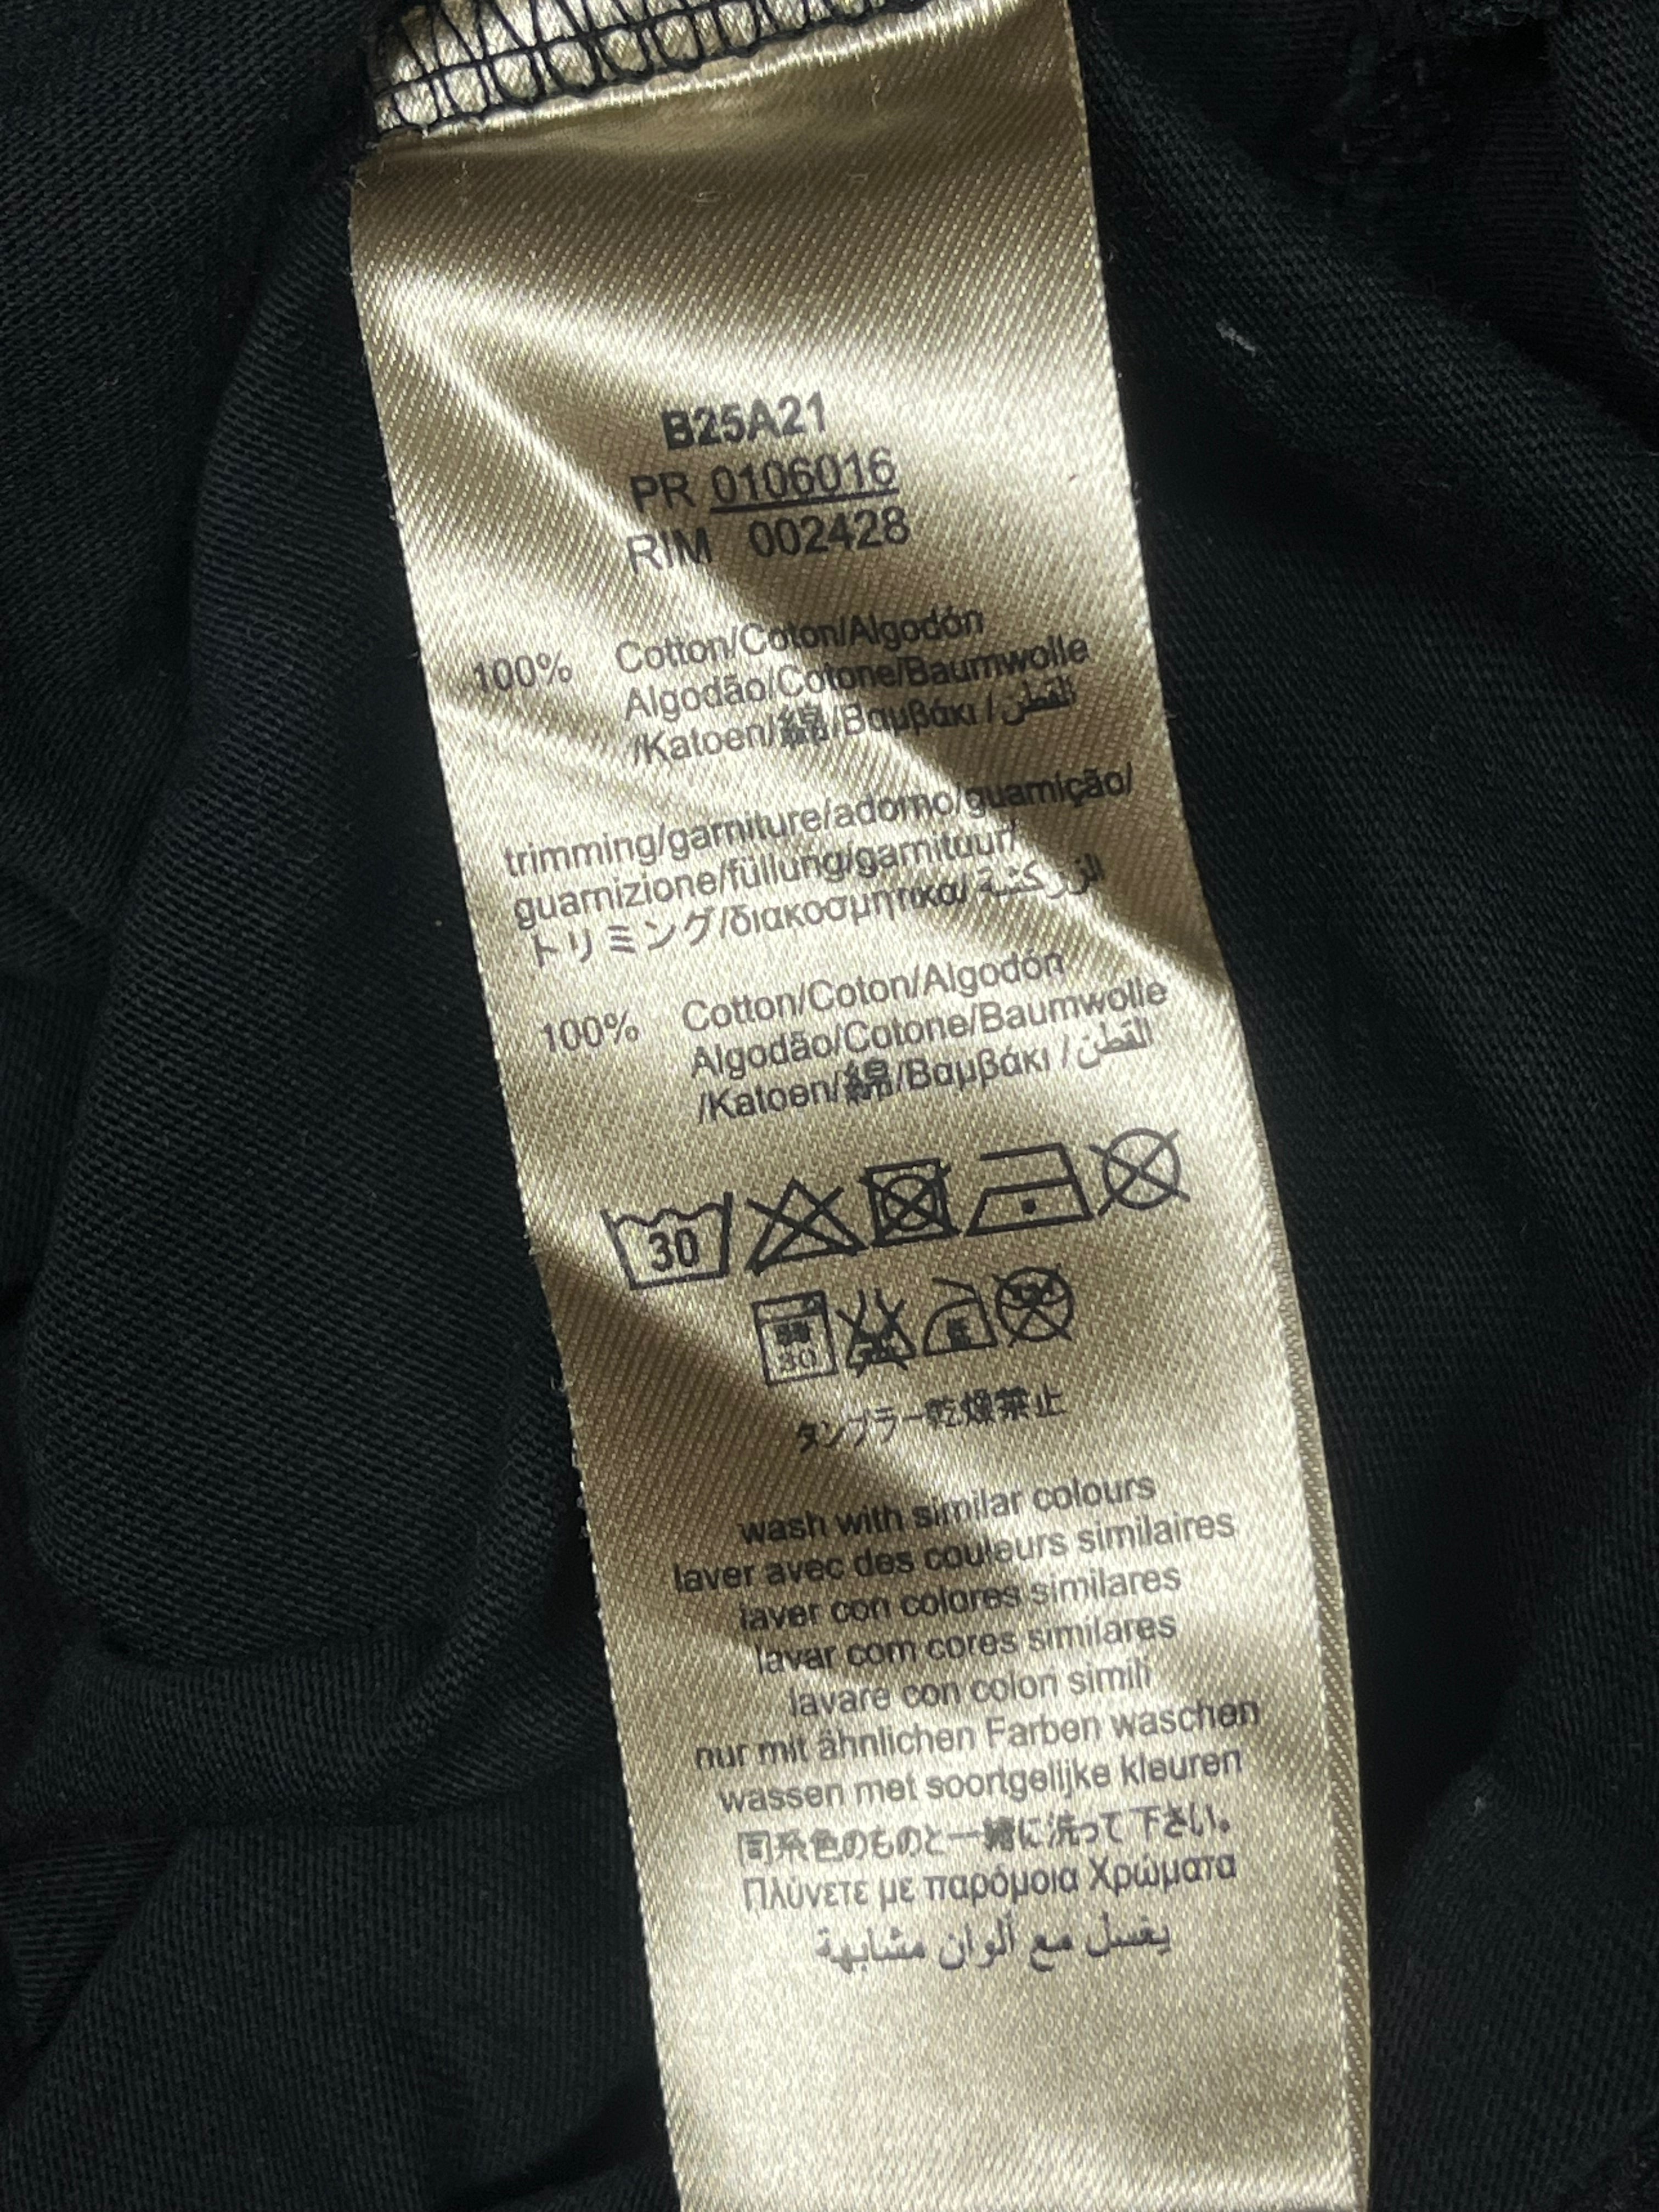 B25A21
PR 0106016
RIM 002428
100% Cotton/Coton/Algodón
Algodão/Cotone/Baumwolle
/Katoen/綿/Βαμβάκι / القطن
trimming/garniture/adorno/guarnição/
guarnizione/füllung/garnituur/
トリミング/διακοσμητικα/ الزركشة
100% Cotton/Coton/Algodón
Algodão/Cotone/Baumwolle
/Katoen/綿/Βαμβάκι / القطن
30
30
タンブラー乾燥禁止
wash with similar colours
laver avec des couleurs similaires
laver con colores similares
lavar com cores similares
lavare con colori simili
nur mit ähnlichen Farben waschen
wassen met soortgelijke kleuren
同系色のものと一緒に洗って下さい。
Πλύνετε με παρόμοια Χρώματα
يغسل مع ألوان مشابهة